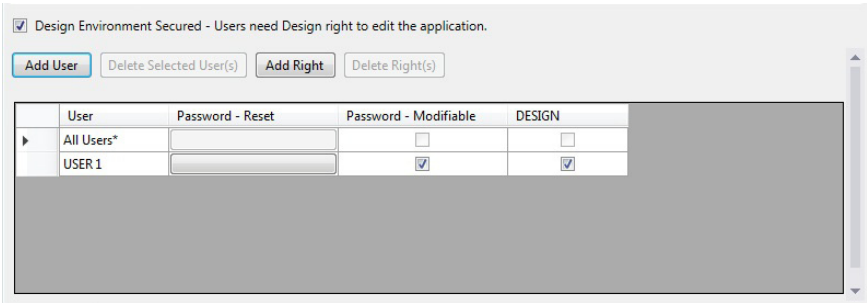 Design Environment Secured - Users need Design right to edit the application.
Add User Delete Selected User(s) Add Right Delete Right(s)
User Password - Reset Password - Modifiable DESIGN
All Users*
USER 1